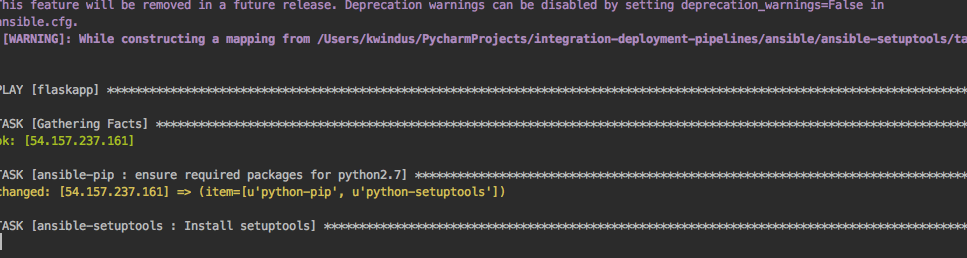 This feature will be removed in a future release. Deprecation warnings can be disabled by setting deprecation_warnings=False in
ansible.cfg.
[WARNING]: While constructing a mapping from /Users/kwindus/PycharmProjects/integration-deployment-pipelines/ansible/ansible-setuptools/ta
PLAY [flaskapp] ****************************************************************************************************************************
TASK [Gathering Facts] *********************************************************************************************************************
ok: [54.157.237.161]
TASK [ansible-pip : ensure required packages for python2.7] ********************************************************************************
changed: [54.157.237.161] => (item=[u'python-pip', u'python-setuptools'])
TASK [ansible-setuptools : Install setuptools] *********************************************************************************************